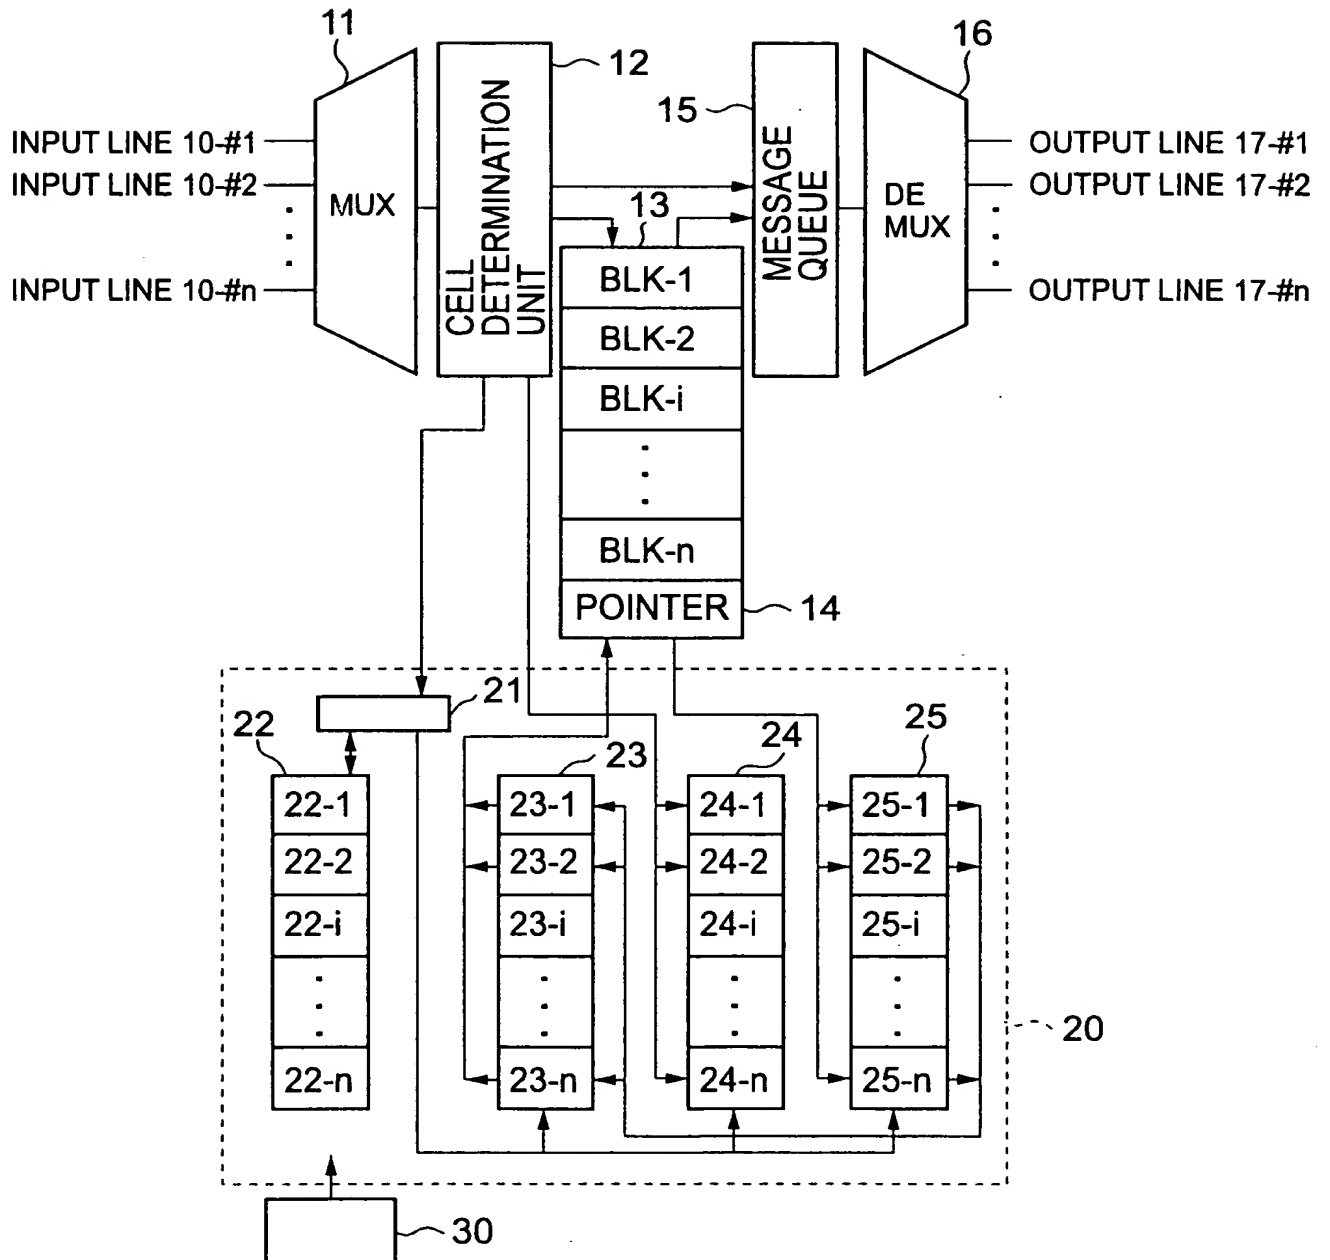 11
12
15
16
INPUT LINE 10-#1
INPUT LINE 10-#2
INPUT LINE 10-#n
MUX
CELL
DETERMINATION
UNIT
13
MESSAGE
QUEUE
DE
MUX
OUTPUT LINE 17-#1
OUTPUT LINE 17-#2
OUTPUT LINE 17-#n
BLK-1
BLK-2
BLK-i
BLK-n
POINTER
14
21
22
23
24
25
22-1
22-2
22-i
22-n
23-1
23-2
23-i
23-n
24-1
24-2
24-i
24-n
25-1
25-2
25-i
25-n
20
30